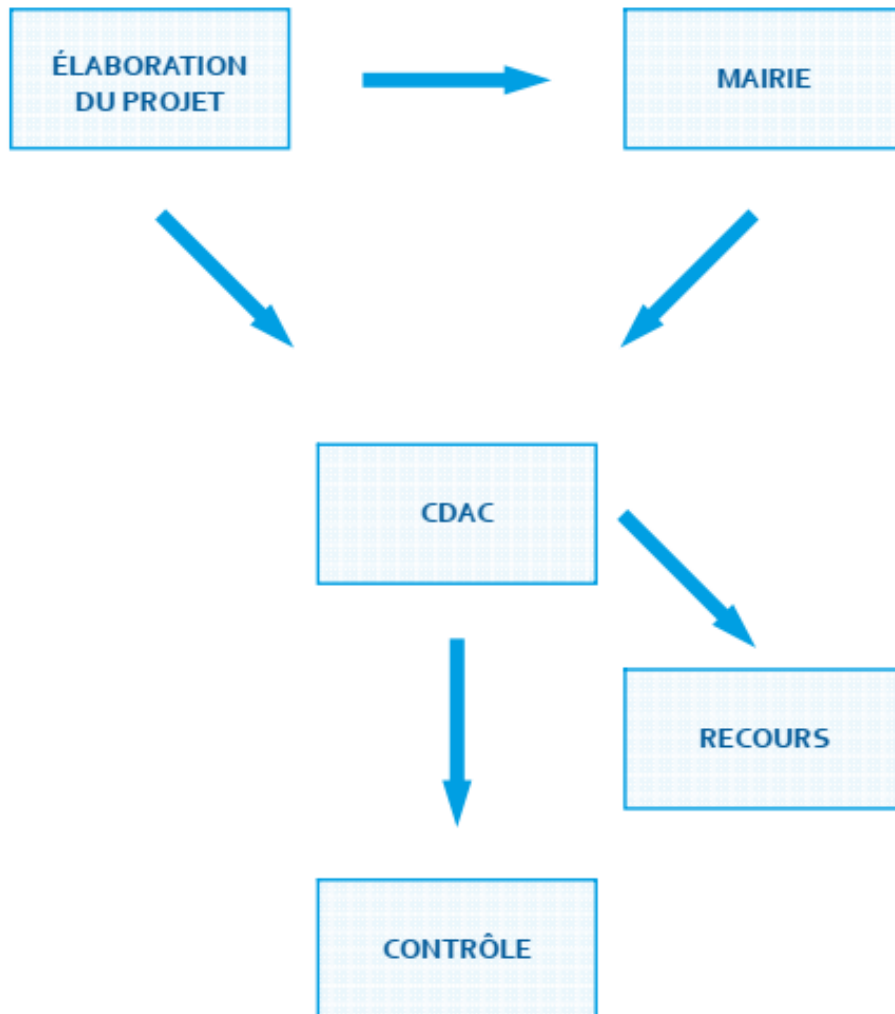 ÉLABORATION
DU PROJET
MAIRIE
CDAC
RECOURS
CONTRÔLE